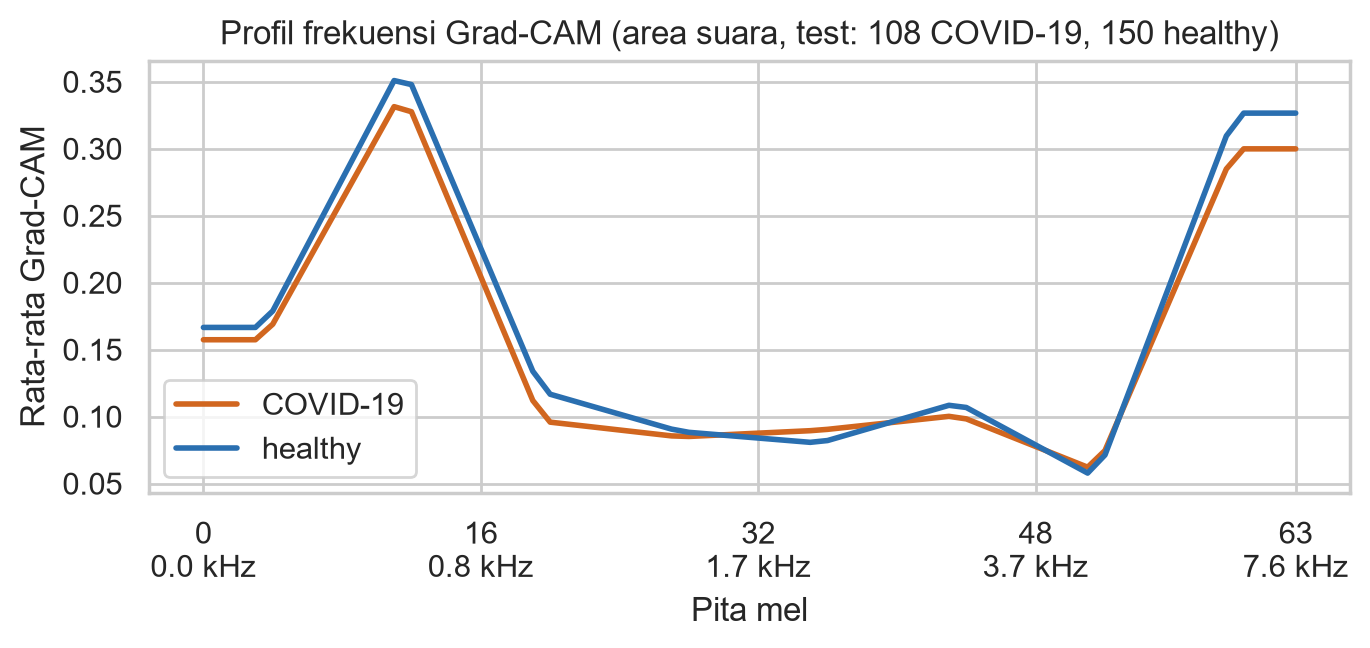 Profil frekuensi Grad-CAM (area suara, test: 108 COVID-19, 150 healthy)
Rata-rata Grad-CAM
0.35
0.30
0.25
0.20
0.15
0.10
0.05
COVID-19
healthy
0 16 32 48 63
0.0 kHz 0.8 kHz 1.7 kHz 3.7 kHz 7.6 kHz
Pita mel